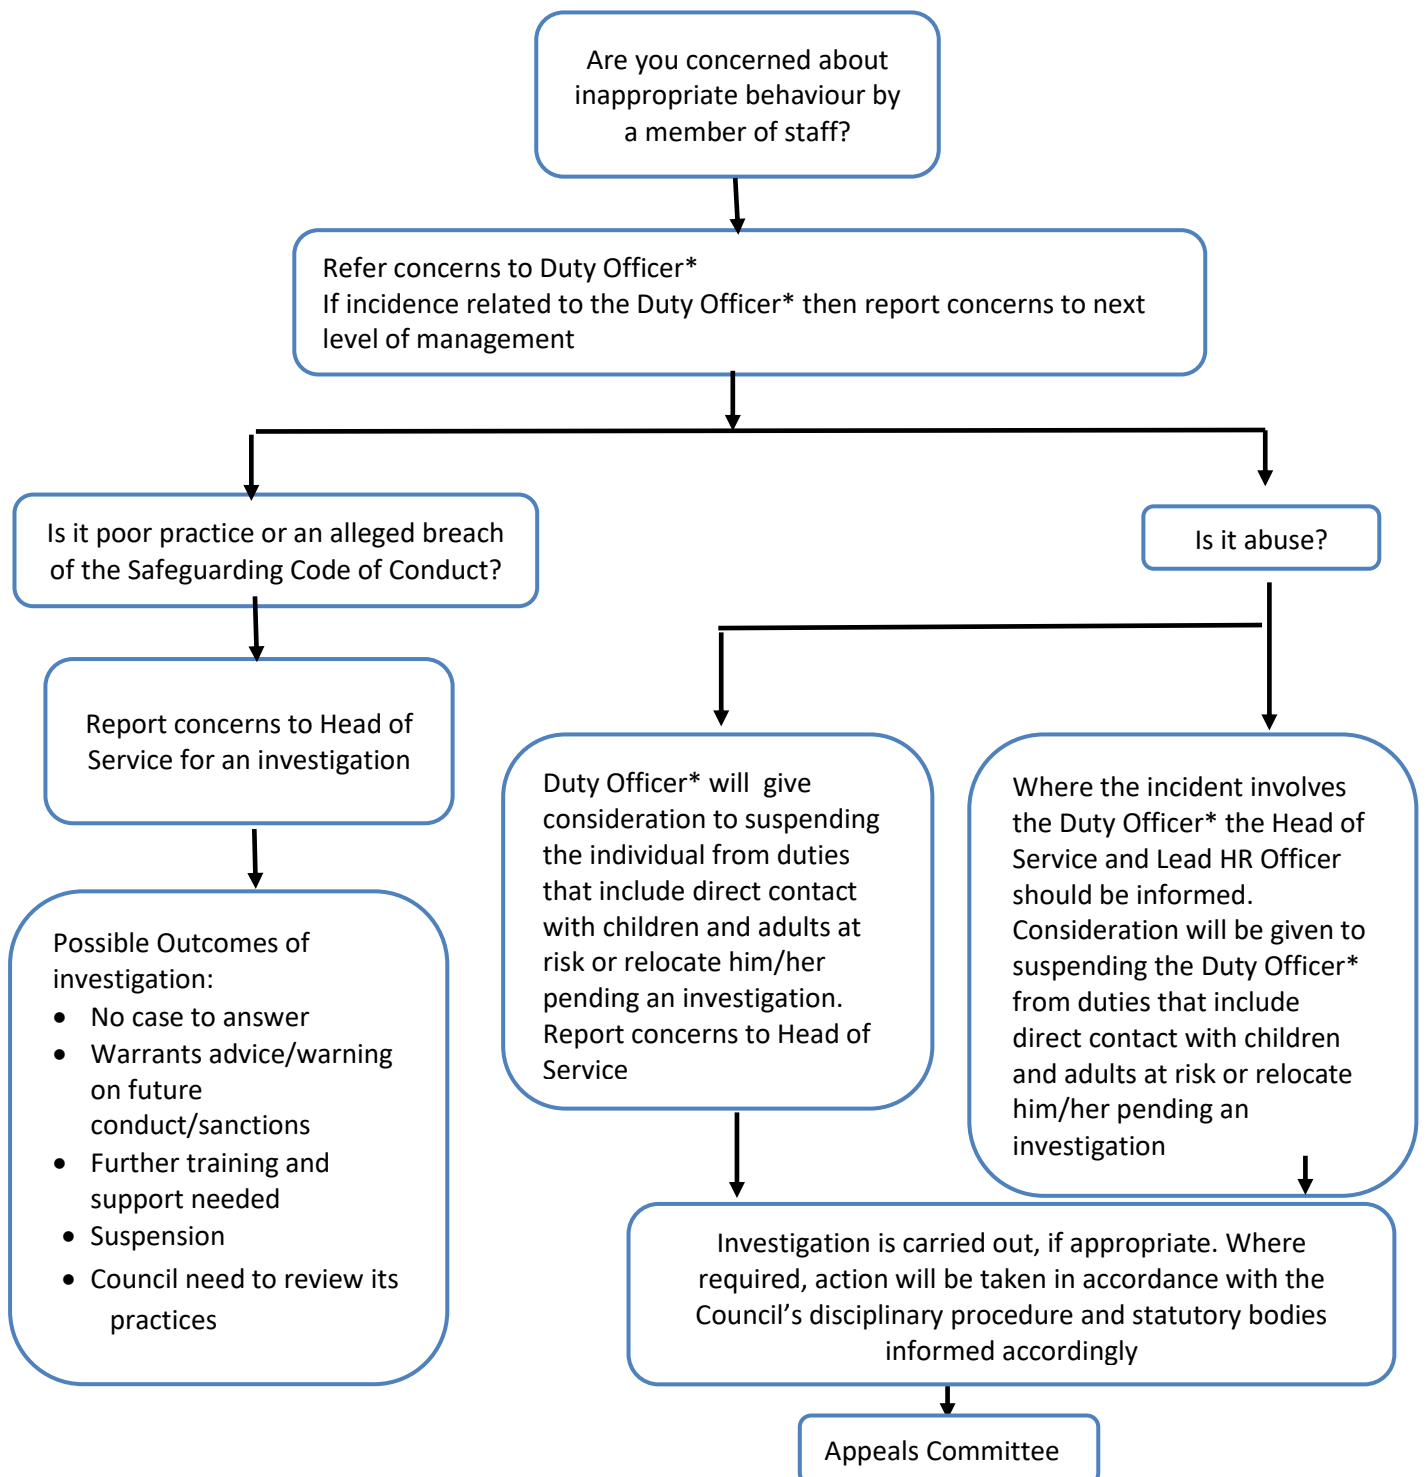 Are you concerned about
inappropriate behaviour by
a member of staff?
Refer concerns to Duty Officer*
If incidence related to the Duty Officer* then report concerns to next
level of management
Is it poor practice or an alleged breach
of the Safeguarding Code of Conduct?
Is it abuse?
Report concerns to Head of
Service for an investigation
Possible Outcomes of
investigation:
• No case to answer
• Warrants advice/warning
on future
conduct/sanctions
• Further training and
support needed
• Suspension
• Council need to review its
practices
Duty Officer* will give
consideration to suspending
the individual from duties
that include direct contact
with children and adults at
risk or relocate him/her
pending an investigation.
Report concerns to Head of
Service
Where the incident involves
the Duty Officer* the Head of
Service and Lead HR Officer
should be informed.
Consideration will be given to
suspending the Duty Officer*
from duties that include
direct contact with children
and adults at risk or relocate
him/her pending an
investigation
Investigation is carried out, if appropriate. Where
required, action will be taken in accordance with the
Council’s disciplinary procedure and statutory bodies
informed accordingly
Appeals Committee